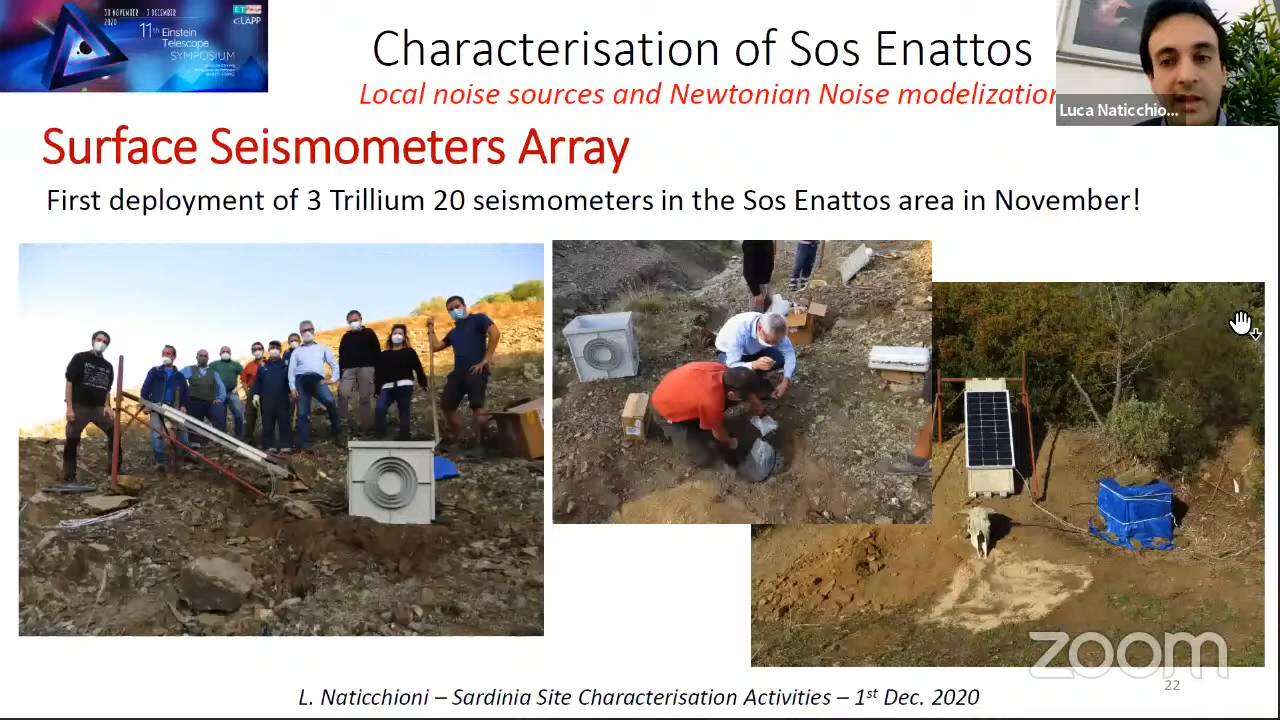 30 NOVEMBER - 3 DECEMBER
2020
ET
LAPP
11th Einstein
Telescope
SYMPOSIUM
Characterisation of Sos Enattos
Local noise sources and Newtonian Noise modelization
Luca Naticchio...
Surface Seismometers Array
First deployment of 3 Trillium 20 seismometers in the Sos Enattos area in November!
zoom
22
L. Naticchioni – Sardinia Site Characterisation Activities – 1st Dec. 2020